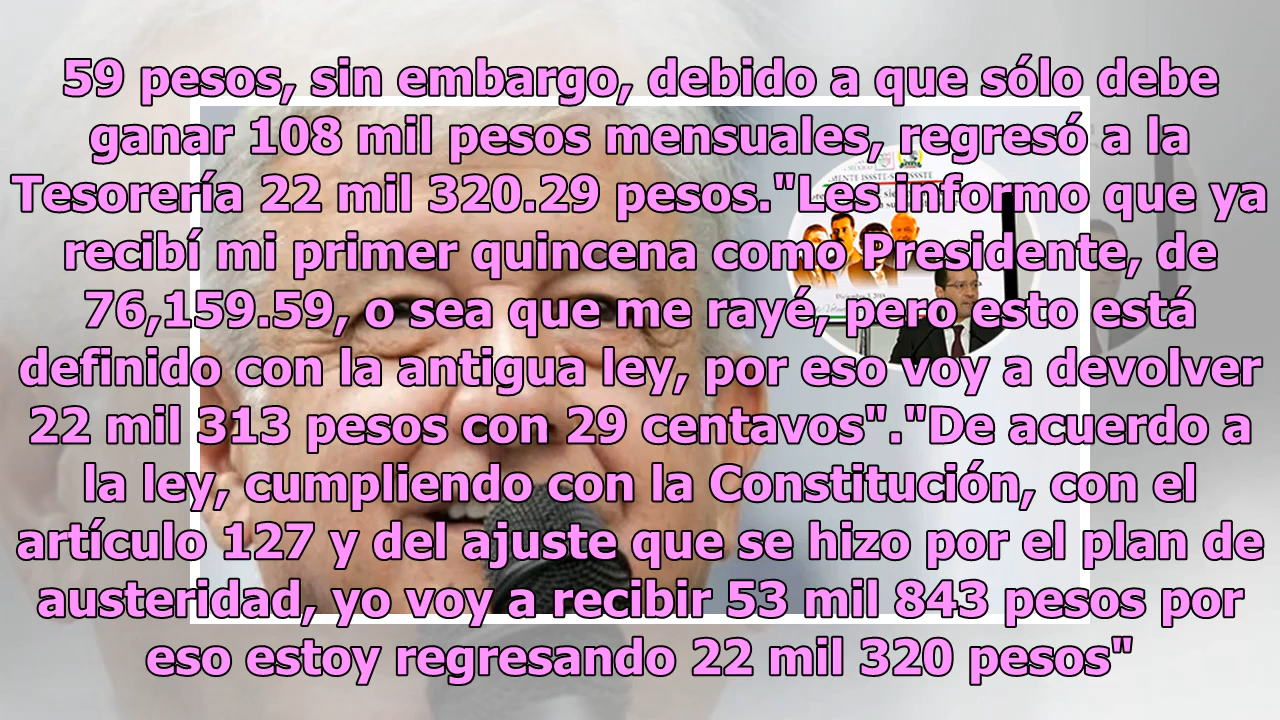 59 pesos, sin embargo, debido a que sólo debe
ganar 108 mil pesos mensuales, regresó a la
Tesorería 22 mil 320.29 pesos."Les informo que ya
recibí mi primer quincena como Presidente, de
76,159.59, o sea que me rayé, pero esto está
definido con la antigua ley, por eso voy a devolver
22 mil 313 pesos con 29 centavos"."De acuerdo a
la ley, cumpliendo con la Constitución, con el
artículo 127 y del ajuste que se hizo por el plan de
austeridad, yo voy a recibir 53 mil 843 pesos por
eso estoy regresando 22 mil 320 pesos"